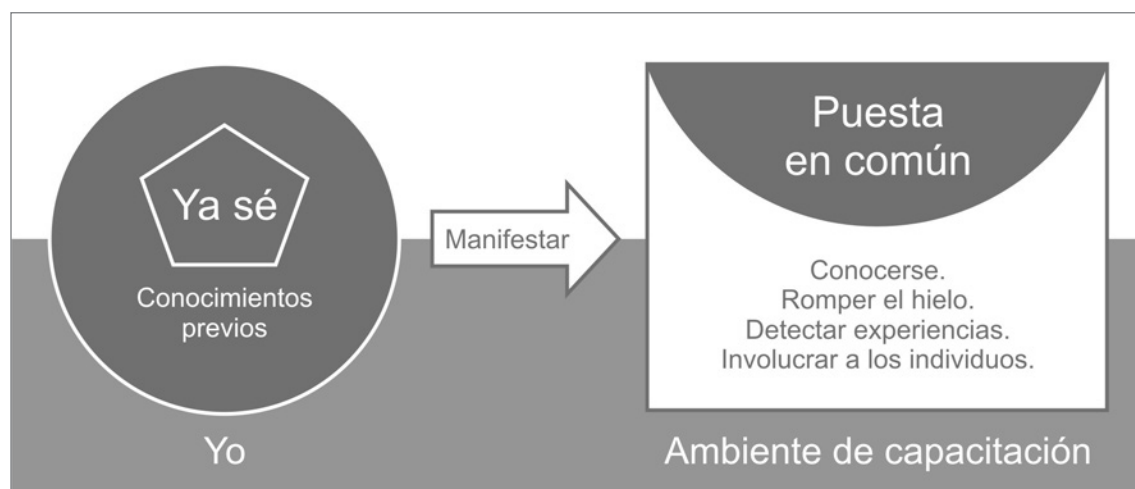 Ya sé
Conocimientos
previos
Yo
Manifestar
Puesta
en común
Conocerse.
Romper el hielo.
Detectar experiencias.
Involucrar a los individuos.
Ambiente de capacitación